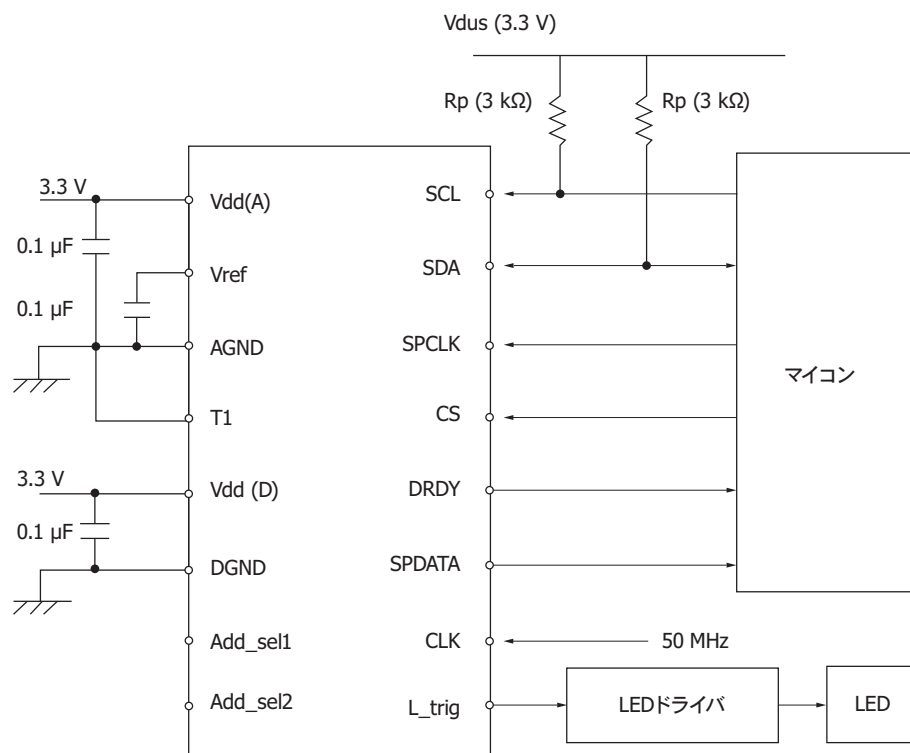 Vdus (3.3 V)
Rp (3 kΩ)
Rp (3 kΩ)
3.3 V
0.1 µF
0.1 µF
3.3 V
0.1 µF
Vdd(A)
Vref
AGND
T1
Vdd (D)
DGND
Add_sel1
Add_sel2
SCL
SDA
SPCLK
CS
DRDY
SPDATA
CLK
L_trig
マイコン
50 MHz
LEDドライバ
LED